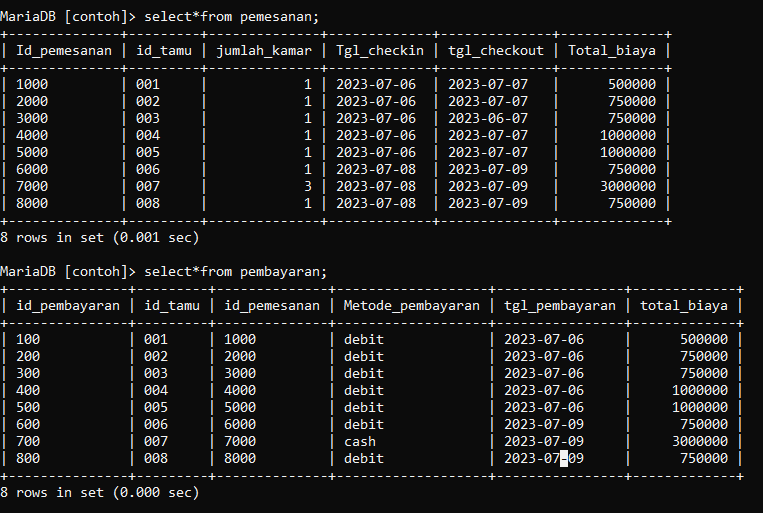 MariaDB [contoh]> select*from pemesanan;
+--------------+---------+--------------+-------------+--------------+-------------+
| Id_pemesanan | id_tamu | jumlah_kamar | Tgl_checkin | tgl_checkout | Total_biaya |
+--------------+---------+--------------+-------------+--------------+-------------+
| 1000         | 001     |            1 | 2023-07-06  | 2023-07-07   |      500000 |
| 2000         | 002     |            1 | 2023-07-06  | 2023-07-07   |      750000 |
| 3000         | 003     |            1 | 2023-07-06  | 2023-06-07   |      750000 |
| 4000         | 004     |            1 | 2023-07-06  | 2023-07-07   |     1000000 |
| 5000         | 005     |            1 | 2023-07-06  | 2023-07-07   |     1000000 |
| 6000         | 006     |            1 | 2023-07-08  | 2023-07-09   |      750000 |
| 7000         | 007     |            3 | 2023-07-08  | 2023-07-09   |     3000000 |
| 8000         | 008     |            1 | 2023-07-08  | 2023-07-09   |      750000 |
+--------------+---------+--------------+-------------+--------------+-------------+
8 rows in set (0.001 sec)
MariaDB [contoh]> select*from pembayaran;
+---------------+---------+--------------+-------------------+----------------+-------------+
| id_pembayaran | id_tamu | id_pemesanan | Metode_pembayaran | tgl_pembayaran | total_biaya |
+---------------+---------+--------------+-------------------+----------------+-------------+
| 100           | 001     | 1000         | debit             | 2023-07-06     |      500000 |
| 200           | 002     | 2000         | debit             | 2023-07-06     |      750000 |
| 300           | 003     | 3000         | debit             | 2023-07-06     |      750000 |
| 400           | 004     | 4000         | debit             | 2023-07-06     |     1000000 |
| 500           | 005     | 5000         | debit             | 2023-07-06     |     1000000 |
| 600           | 006     | 6000         | debit             | 2023-07-09     |      750000 |
| 700           | 007     | 7000         | cash              | 2023-07-09     |     3000000 |
| 800           | 008     | 8000         | debit             | 2023-07-09     |      750000 |
+---------------+---------+--------------+-------------------+----------------+-------------+
8 rows in set (0.000 sec)